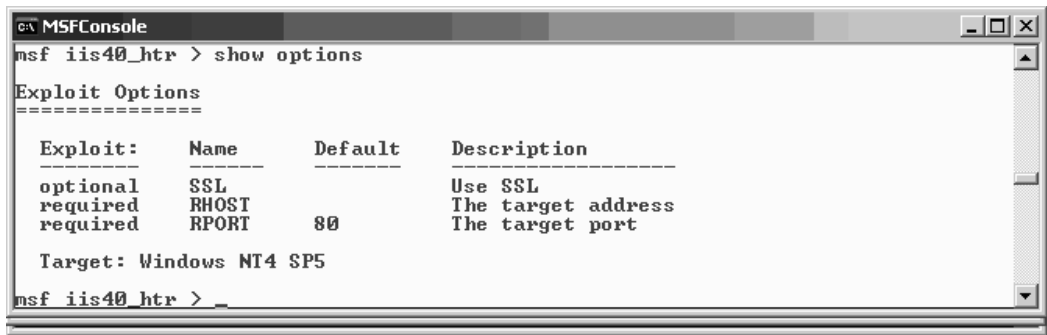 MSFConsole
msf iis40_htr > show options
Exploit Options
===============
Exploit: Name Default Description
-------- ------ ------- ------------------
optional SSL Use SSL
required RHOST The target address
required RPORT 80 The target port
Target: Windows NT4 SP5
msf iis40_htr > _